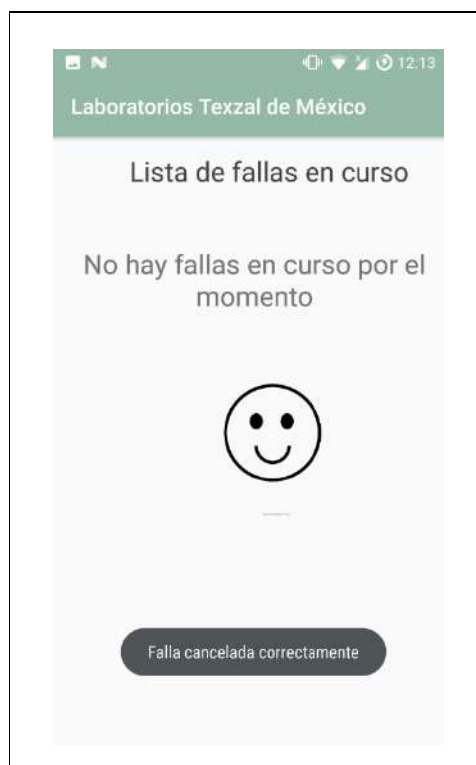 12:13
Laboratorios Texzal de México
Lista de fallas en curso
No hay fallas en curso por el
momento
Falla cancelada correctamente